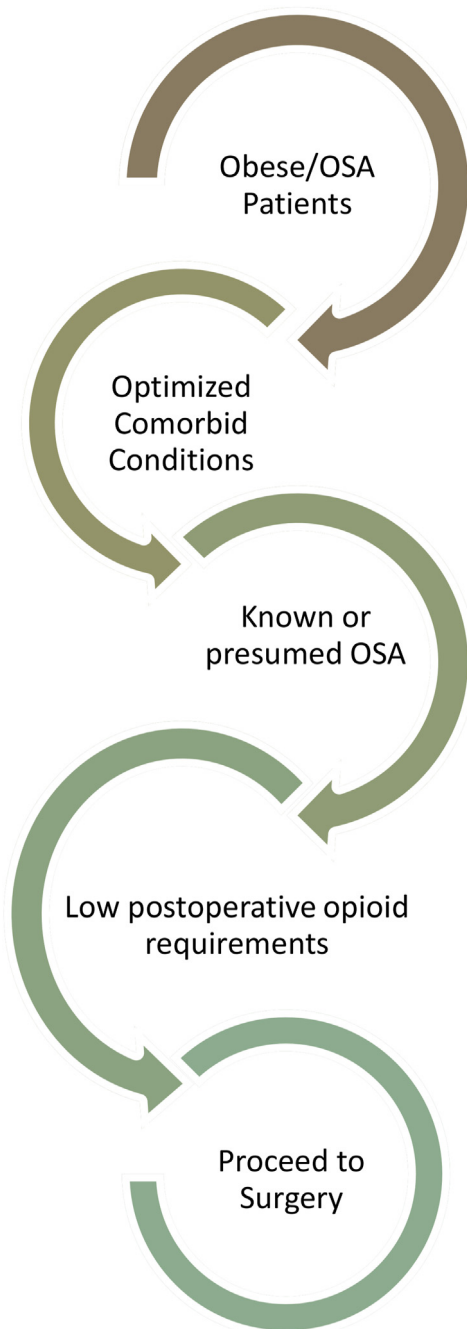 Obese/OSA
Patients
Optimized
Comorbid
Conditions
Known or
presumed OSA
Low postoperative opioid
requirements
Proceed to
Surgery